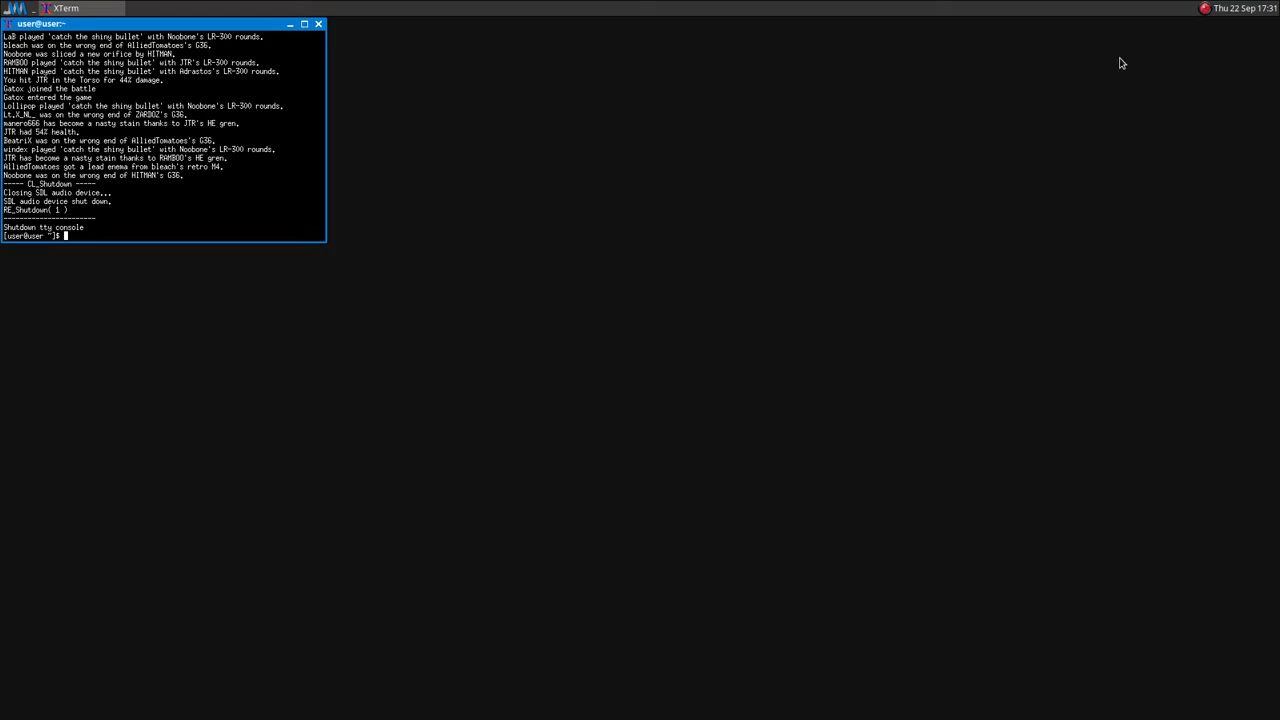 XTerm
Thu 22 Sep 17:31
user@user:~
LaB played 'catch the shiny bullet' with Noobone's LR-300 rounds.
bleach was on the wrong end of AlliedTomatoes's G36.
Noobone was sliced a new orifice by HITMAN.
RAMBOO played 'catch the shiny bullet' with JTR's LR-300 rounds.
HITMAN played 'catch the shiny bullet' with Adrastos's LR-300 rounds.
You hit JTR in the Torso for 44% damage.
Gatox joined the battle
Gatox entered the game
Lollipop played 'catch the shiny bullet' with Noobone's LR-300 rounds.
Lt.X_NL_ was on the wrong end of ZARDOZ's G36.
manero666 has become a nasty stain thanks to JTR's HE gren.
JTR had 54% health.
BeatriX was on the wrong end of AlliedTomatoes's G36.
windex played 'catch the shiny bullet' with Noobone's LR-300 rounds.
JTR has become a nasty stain thanks to RAMBOO's HE gren.
AlliedTomatoes got a lead enema from bleach's retro M4.
Noobone was on the wrong end of HITMAN's G36.
----- CL_Shutdown -----
Closing SDL audio device...
SDL audio device shut down.
RE_Shutdown( 1 )
-----------------------
Shutdown tty console
[user@user ~]$